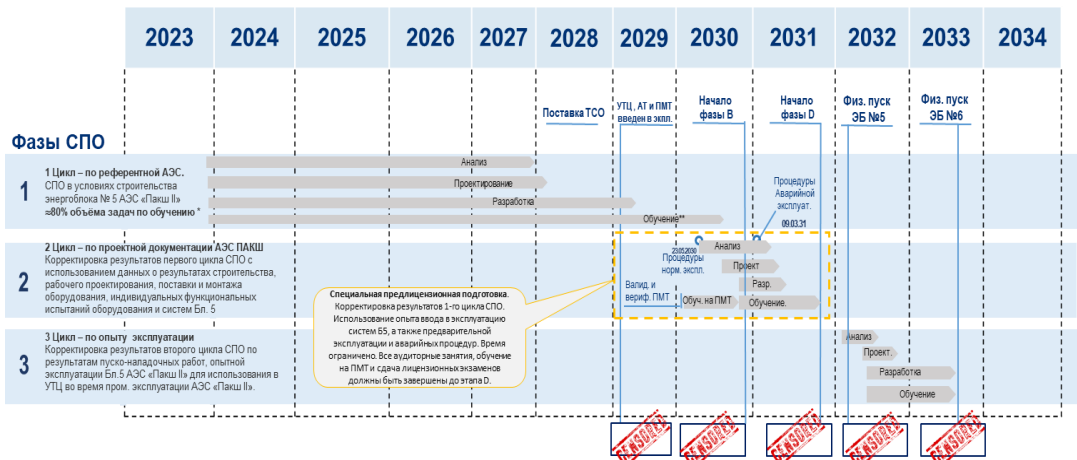 2023 2024 2025 2026 2027 2028 2029 2030 2031 2032 2033 2034
Поставка ТСО
УТЦ , АТ и ПМТ
введен в экпл.
Начало
фазы В
Начало
фазы D
Физ. пуск
ЭБ №5
Физ. пуск
ЭБ №6
Фазы СПО
1
1 Цикл – по референтной АЭС.
СПО в условиях строительства
энергоблока № 5 АЭС «Пакш II»
≈80% объёма задач по обучению *
Анализ
Проектирование
Разработка
Обучение**
Процедуры
Аварийной
эксплуат.
09.03.31
2
2 Цикл – по проектной документации АЭС ПАКШ
Корректировка результатов первого цикла СПО с
использованием данных о результатах строительства,
рабочего проектирования, поставки и монтажа
оборудования, индивидуальных функциональных
испытаний оборудования и систем Бл. 5
23.05.2030
Процедуры
норм. экспл.
Анализ
Проект
Разр.
Валид. и
вериф. ПМТ
Обуч. на ПМТ
Обучение.
Специальная предлицензионная подготовка.
Корректировка результатов 1-го цикла СПО.
Использование опыта ввода в эксплуатацию
систем Б5, а также предварительной
эксплуатации и аварийных процедур. Время
ограничено. Все аудиторные занятия, обучение
на ПМТ и сдача лицензионных экзаменов
должны быть завершены до этапа D.
3
3 Цикл – по опыту эксплуатации
Корректировка результатов второго цикла СПО по
результатам пуско-наладочных работ, опытной
эксплуатации Бл.5 АЭС «Пакш II» для использования в
УТЦ во время пром. эксплуатации АЭС «Пакш II».
Анализ
Проект.
Разработка
Обучение
CENSORED
CENSORED
CENSORED
CENSORED
CENSORED